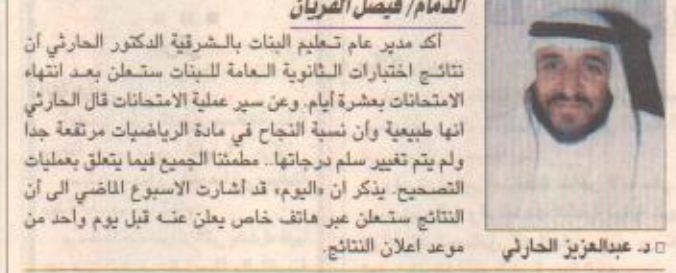 الدمام/ فيصل الفريان
أكد مدير عام تعليم البنات بالشرقية الدكتور الحارثي أن
نتائج اختبارات الثانوية العامة للبنات ستعلن بعد انتهاء
الامتحانات بعشرة أيام. وعن سير عملية الامتحانات قال الحارثي
انها طبيعية وأن نسبة النجاح في مادة الرياضيات مرتفعة جدا
ولم يتم تغيير سلم درجاتها.. مطمئنا الجميع فيما يتعلق بعمليات
التصحيح. يذكر ان «اليوم» قد أشارت الاسبوع الماضي الى أن
النتائج ستعلن عبر هاتف خاص يعلن عنه قبل يوم واحد من
موعد اعلان النتائج.
د. عبدالعزيز الحارثي